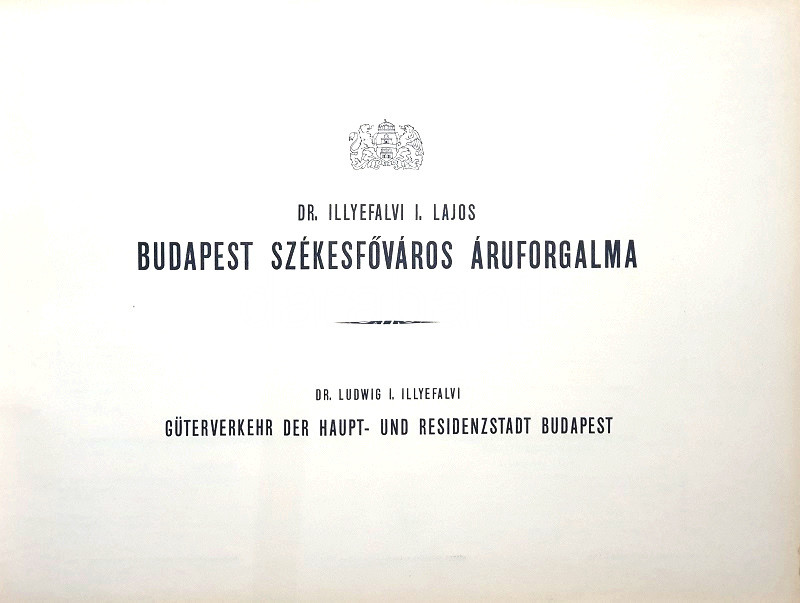 DR. ILLYEFALVI I. LAJOS
BUDAPEST SZÉKESFŐVÁROS ÁRUFORGALMA
DR. LUDWIG I. ILLYEFALVI
GÜTERVERKEHR DER HAUPT- UND RESIDENZSTADT BUDAPEST